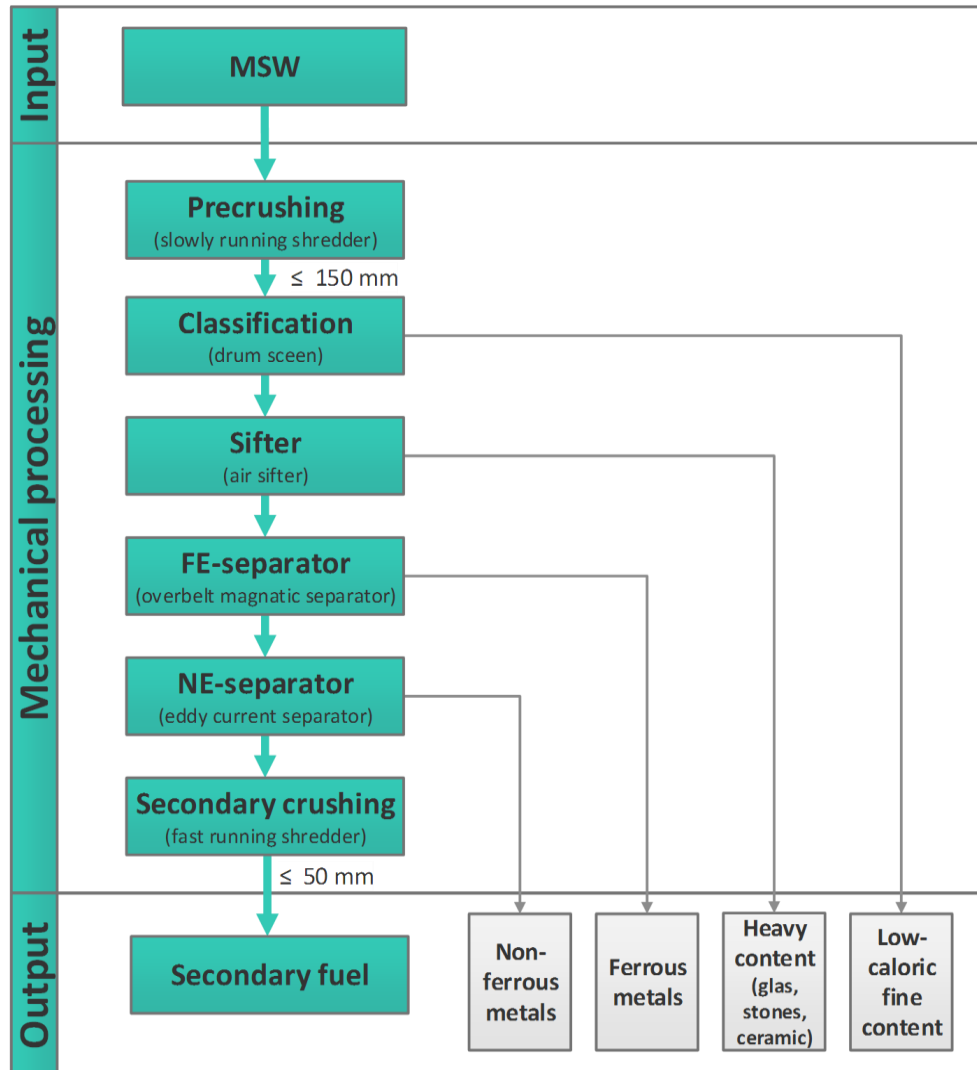 Input
MSW
Mechanical processing
Precrushing
(slowly running shredder)
≤ 150 mm
Classification
(drum sceen)
Sifter
(air sifter)
FE-separator
(overbelt magnatic separator)
NE-separator
(eddy current separator)
Secondary crushing
(fast running shredder)
≤ 50 mm
Output
Secondary fuel
Non-
ferrous
metals
Ferrous
metals
Heavy
content
(glas,
stones,
ceramic)
Low-
caloric
fine
content